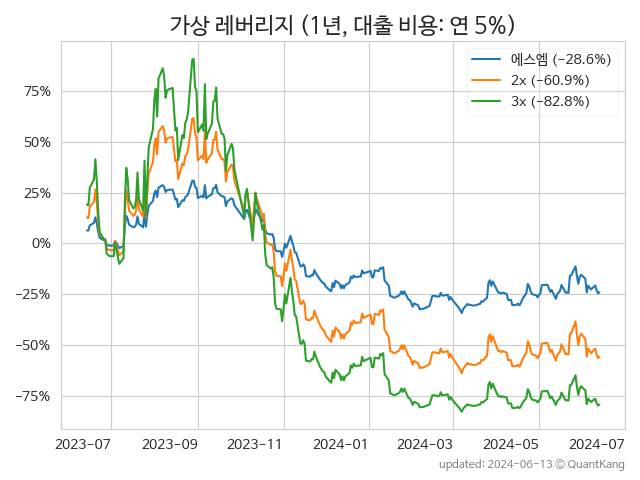 가상 레버리지 (1년, 대출 비용: 연 5%)
에스엠 (−28.6%)
2x (−60.9%)
3x (−82.8%)
75%
50%
25%
0%
−25%
−50%
−75%
2023-07
2023-09
2023-11
2024-01
2024-03
2024-05
2024-07
updated: 2024-06-13 © QuantKang